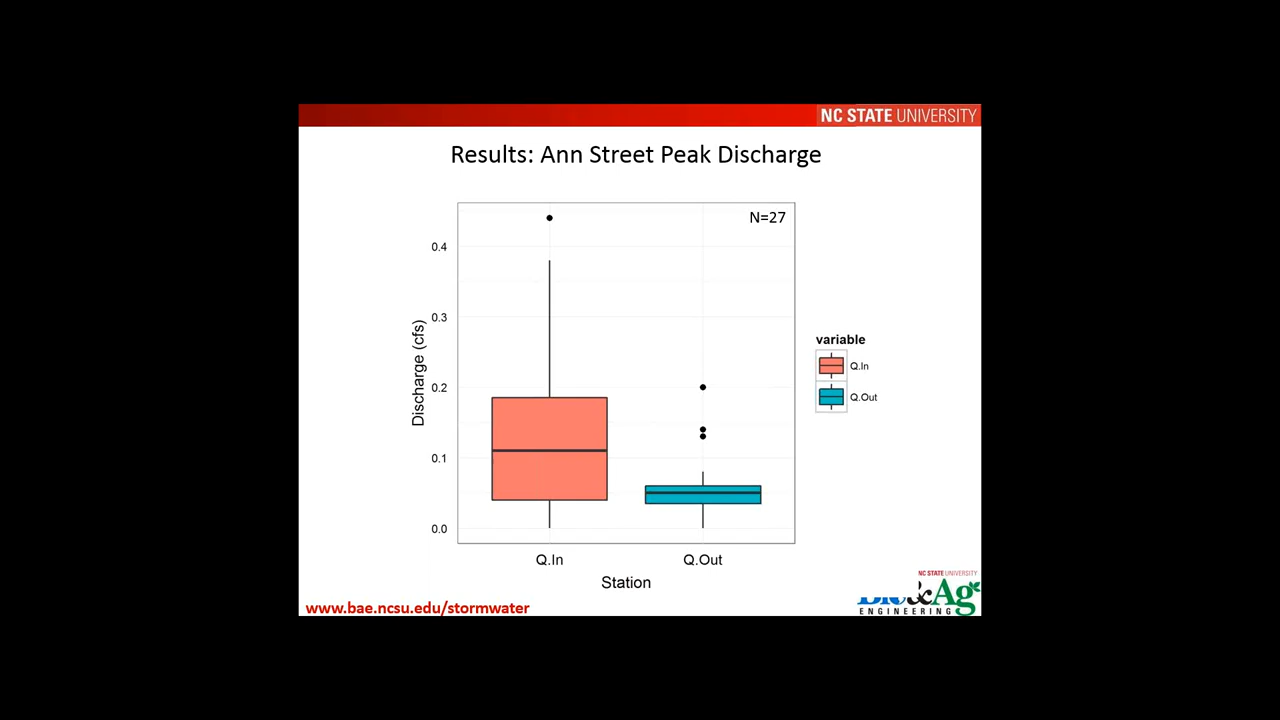 NC STATE UNIVERSITY
Results: Ann Street Peak Discharge
N=27
0.4
0.3
0.2
0.1
0.0
Discharge (cfs)
Q.In
Q.Out
Station
variable
Q.In
Q.Out
www.bae.ncsu.edu/stormwater
NC STATE UNIVERSITY
&Ag
ENGINEERING